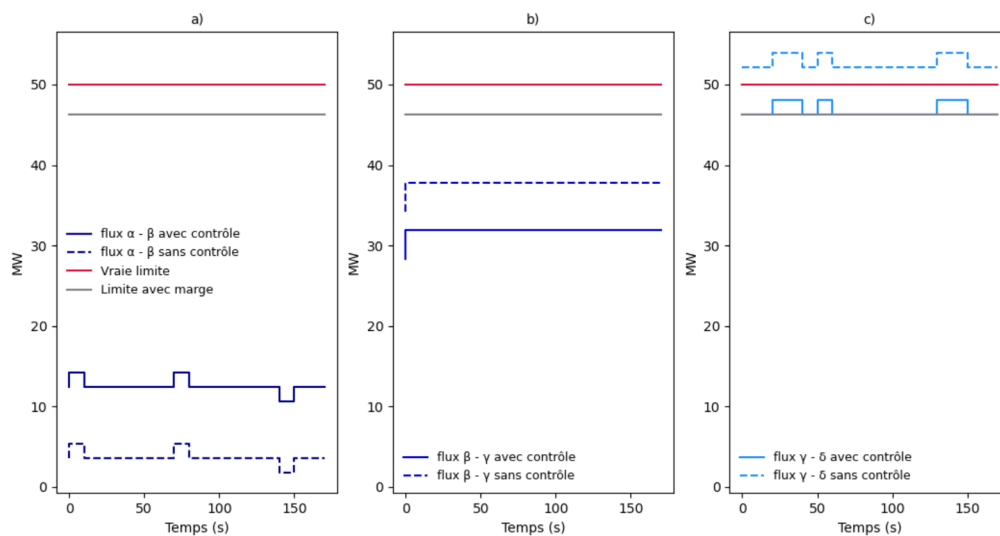 a)
MW
50
40
30
20
10
0
flux α - β avec contrôle
flux α - β sans contrôle
Vraie limite
Limite avec marge
0
50
100
150
Temps (s)
b)
MW
50
40
30
20
10
0
flux β - γ avec contrôle
flux β - γ sans contrôle
0
50
100
150
Temps (s)
c)
MW
50
40
30
20
10
0
flux γ - δ avec contrôle
flux γ - δ sans contrôle
0
50
100
150
Temps (s)